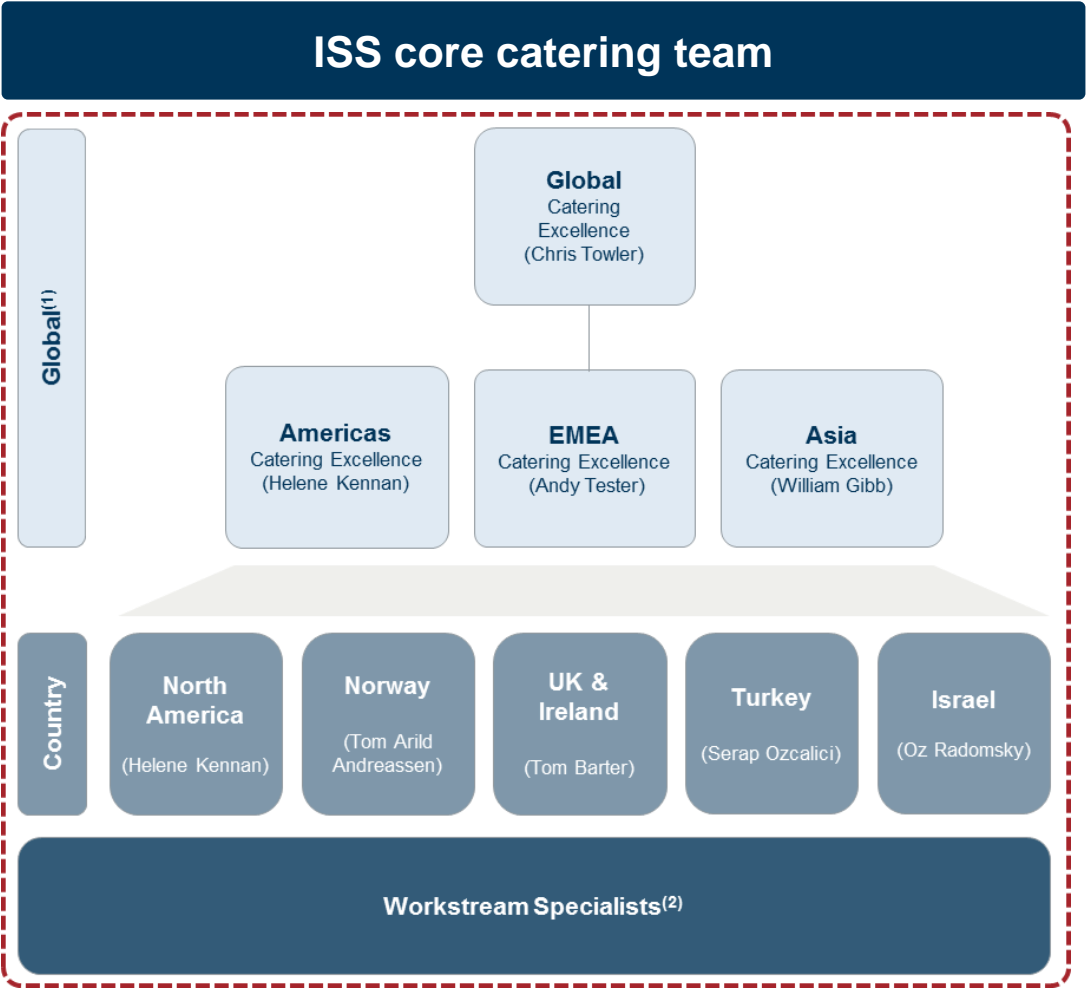 ISS core catering team
Global(1)
Global
Catering
Excellence
(Chris Towler)
Americas
Catering Excellence
(Helene Kennan)
EMEA
Catering Excellence
(Andy Tester)
Asia
Catering Excellence
(William Gibb)
Country
North
America
(Helene Kennan)
Norway
(Tom Arild
Andreassen)
UK &
Ireland
(Tom Barter)
Turkey
(Serap Ozcalici)
Israel
(Oz Radomsky)
Workstream Specialists(2)